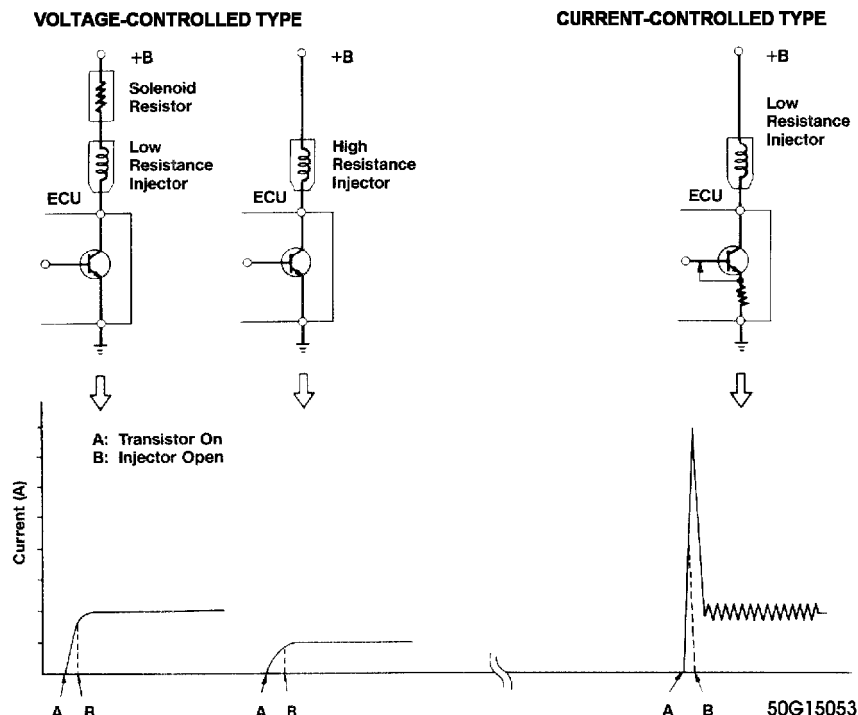 VOLTAGE-CONTROLLED TYPE
CURRENT-CONTROLLED TYPE
+B
Solenoid
Resistor
Low
Resistance
Injector
ECU
+B
High
Resistance
Injector
ECU
+B
Low
Resistance
Injector
ECU
A: Transistor On
B: Injector Open
Current (A)
A B
A B
A B
50G15053